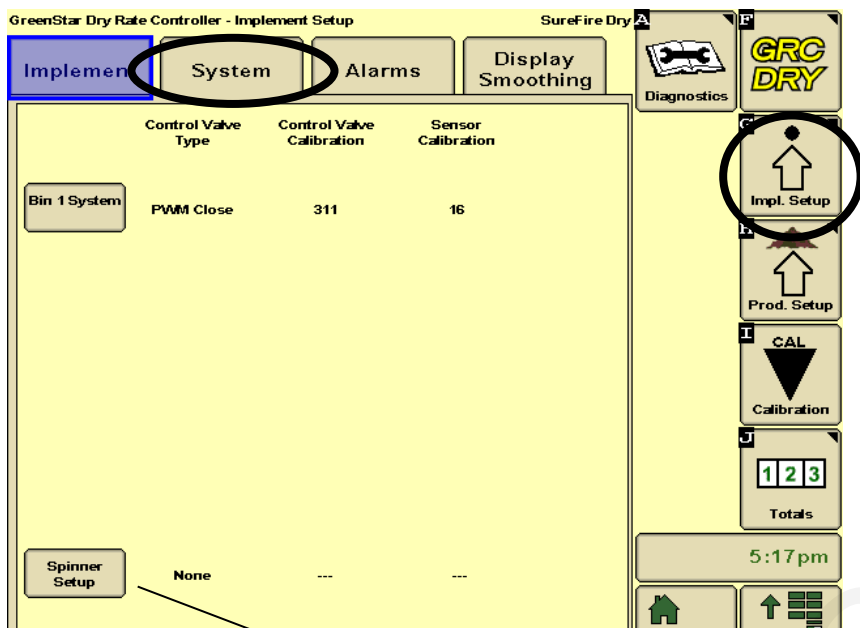 GreenStar Dry Rate Controller - Implement Setup
SureFire Dry
A
F
Implemen
System
Alarms
Display
Smoothing
Diagnostics
GRC
DRY
Control Valve
Type
Control Valve
Calibration
Sensor
Calibration
Bin 1 System
PWM Close
311
16
G
Impl. Setup
H
Prod. Setup
I
CAL
Calibration
J
1 2 3
Totals
5:17pm
Spinner
Setup
None
---
---